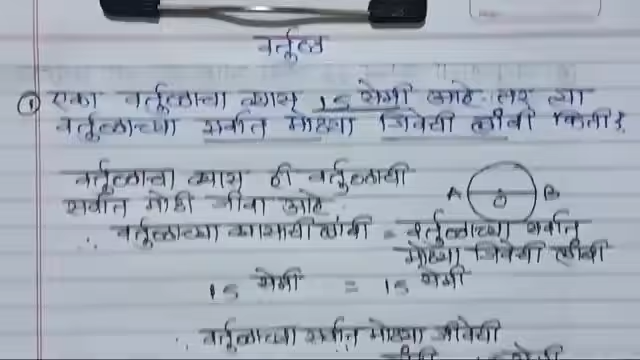 वर्तूळ
① एका वर्तूळाचा व्यास 15 सेमी आहे. तर त्या
वर्तूळाच्या सर्वात मोठ्या जिवेची लांबी किती?
वर्तूळाचा व्यास ही वर्तूळाची
सर्वात मोठी जीवा आहे.
A O B
∴ वर्तूळाच्या व्यासाची लांबी = वर्तूळाच्या सर्वात
मोठ्या जिवेची लांबी
15 सेमी = 15 सेमी
∴ वर्तूळाच्या सर्वात मोठ्या जीवेची